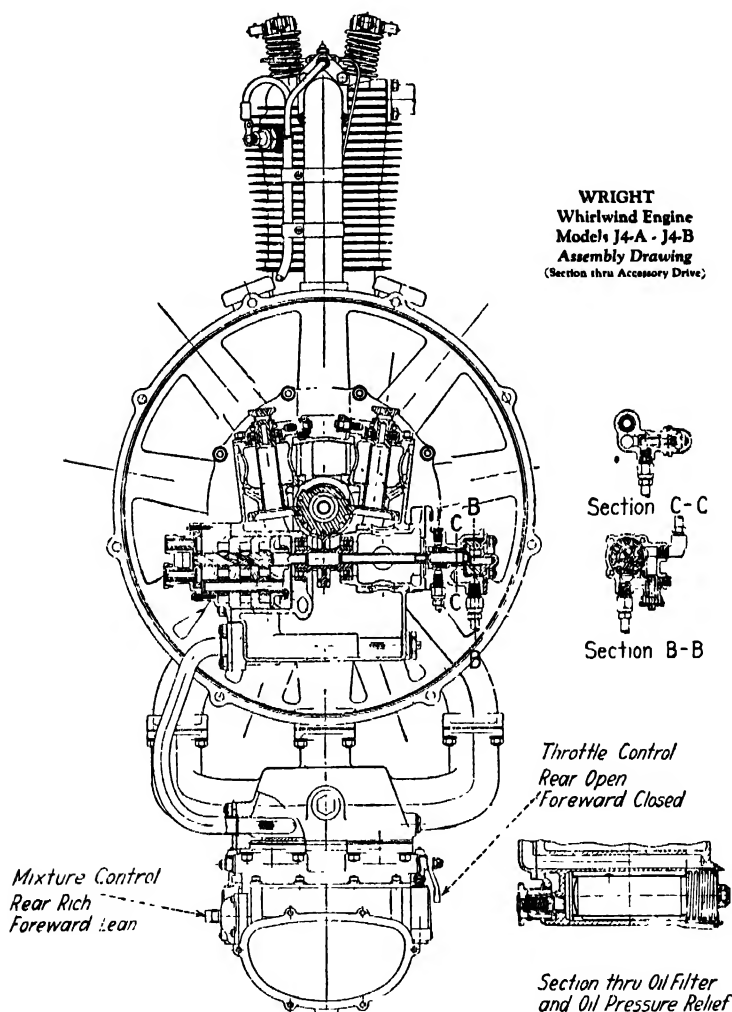 WRIGHT
Whirlwind Engine
Models J4-A - J4-B
Assembly Drawing
(Section thru Accessory Drive)
Section C-C
B
C
C
B
Section B-B
Throttle Control
Rear Open
Foreward Closed
Mixture Control
Rear Rich
Foreward Lean
Section thru Oil Filter
and Oil Pressure Relief